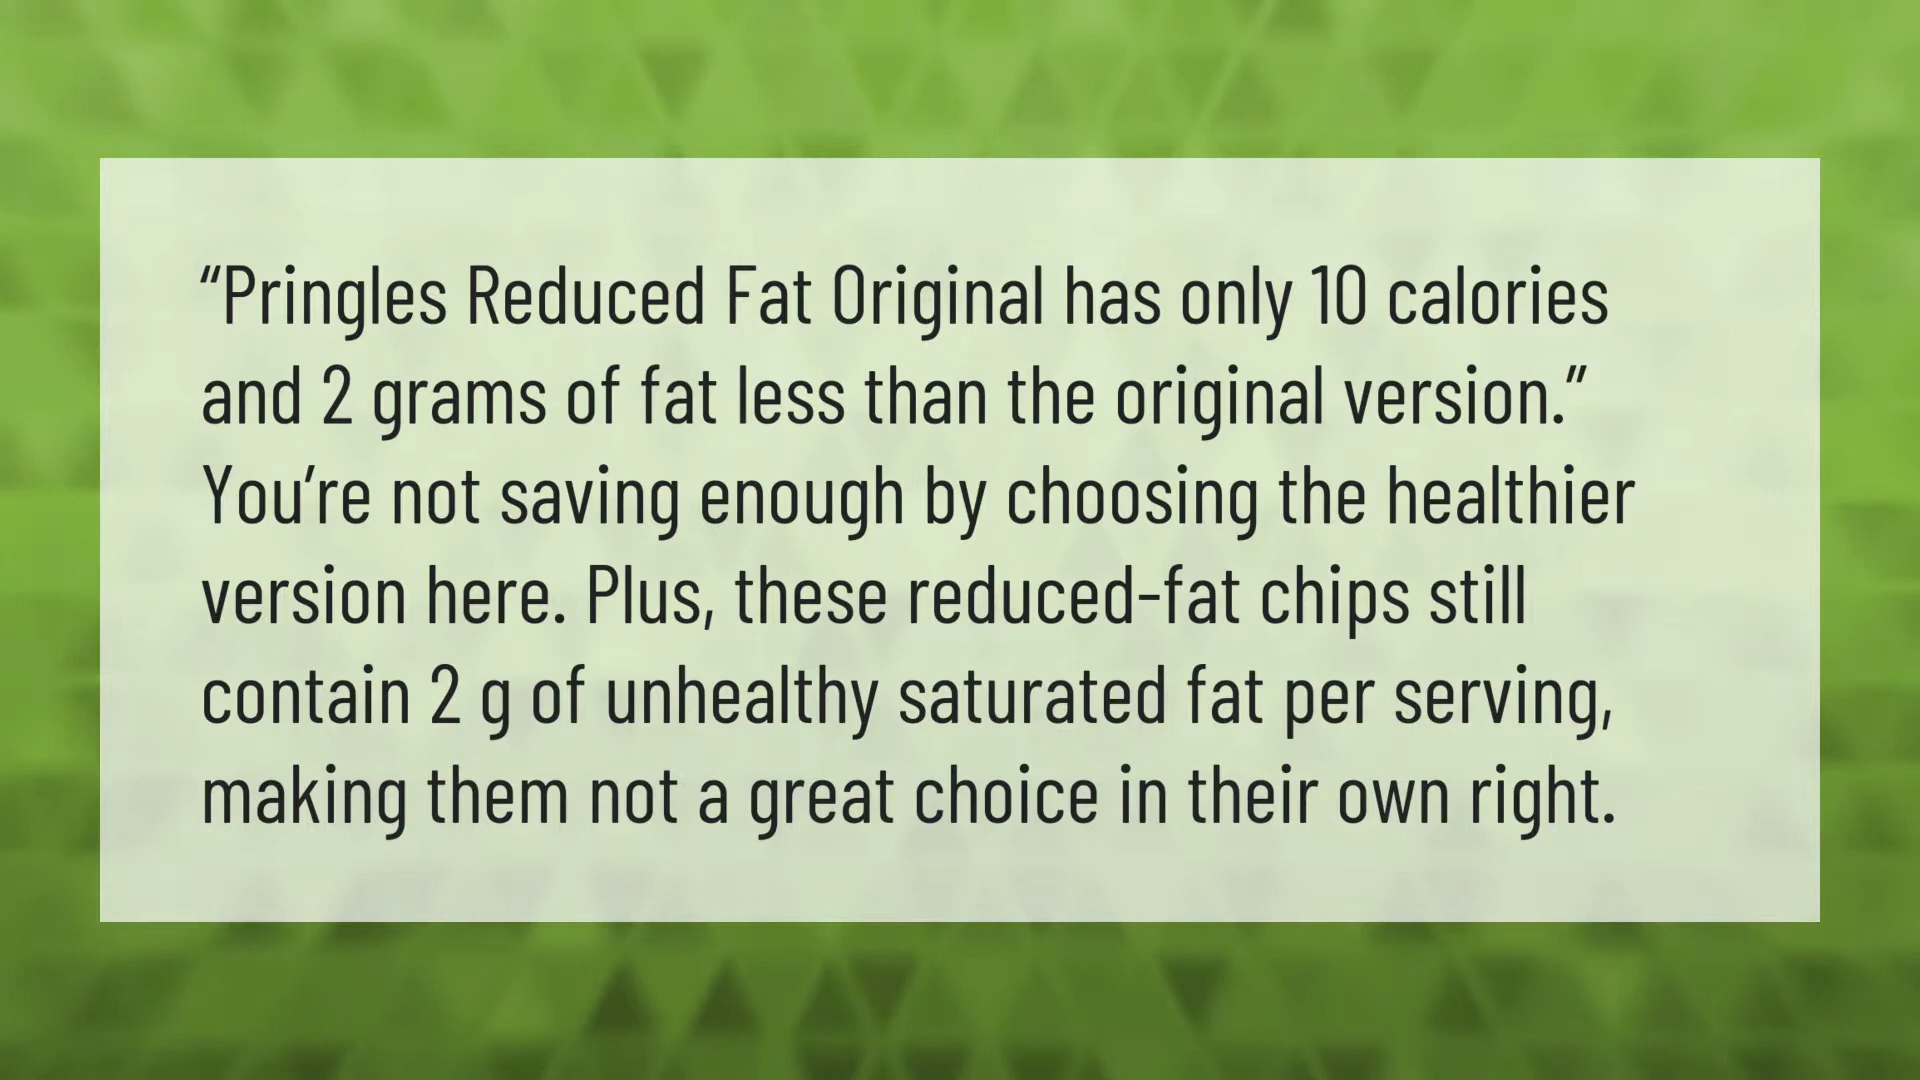 “Pringles Reduced Fat Original has only 10 calories
and 2 grams of fat less than the original version.”
You’re not saving enough by choosing the healthier
version here. Plus, these reduced-fat chips still
contain 2 g of unhealthy saturated fat per serving,
making them not a great choice in their own right.